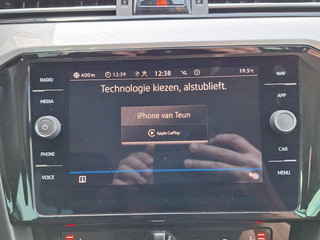 RADIO
MEDIA
PHONE
VOICE
400m 12:39 12:38 19.5°C
Technologie kiezen, alstublieft.
iPhone van Teun
Apple CarPlay
NAV
APP
CAR
MENU